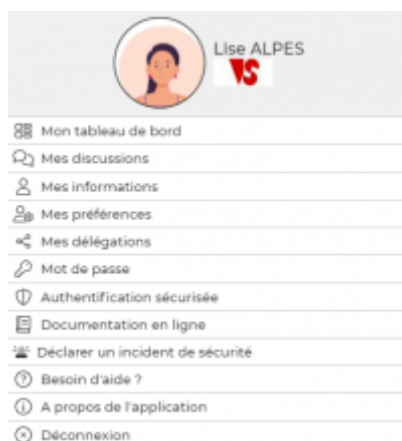 Lise ALPES
VS
Mon tableau de bord
Mes discussions
Mes informations
Mes préférences
Mes délégations
Mot de passe
Authentification sécurisée
Documentation en ligne
Déclarer un incident de sécurité
Besoin d'aide ?
A propos de l'application
Déconnexion